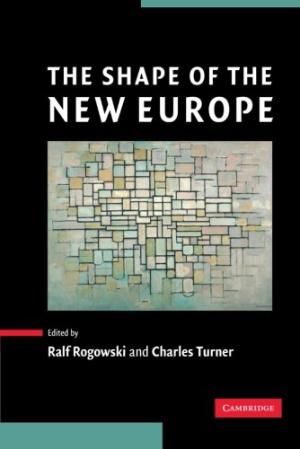 THE SHAPE OF THE
NEW EUROPE
Edited by
Ralf Rogowski and Charles Turner
CAMBRIDGE